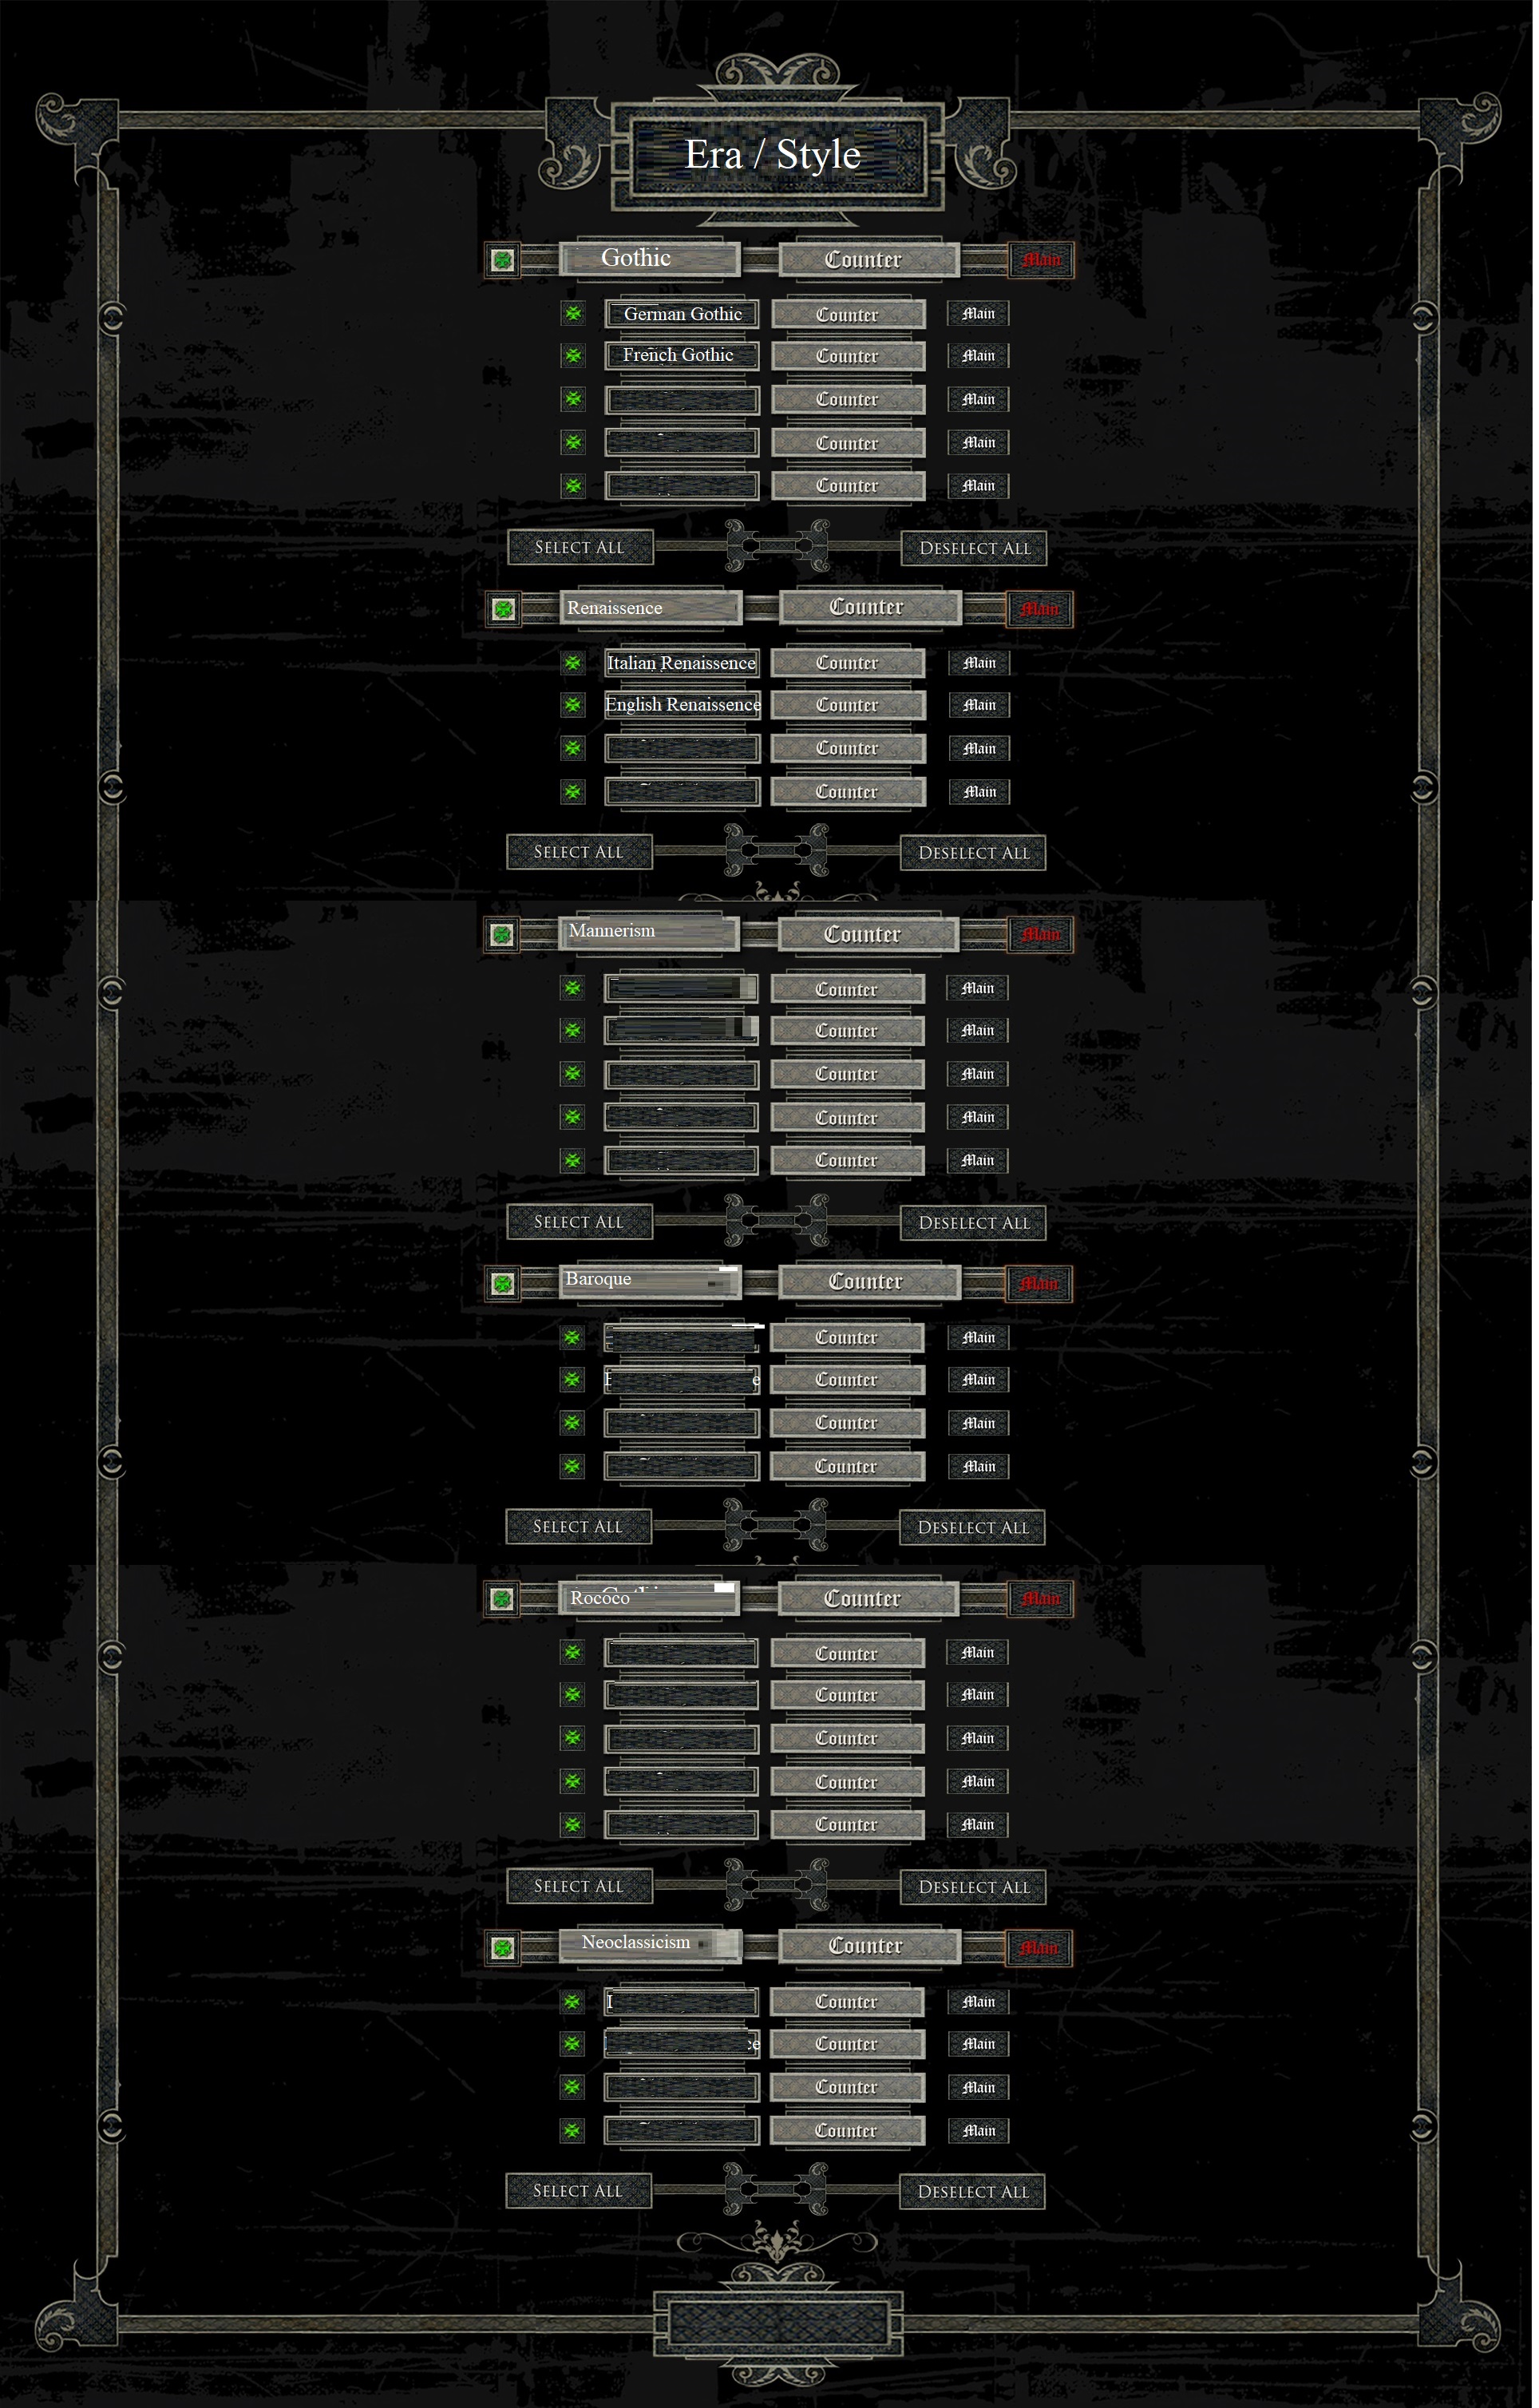 Era / Style
Gothic Counter Main
German Gothic Counter Main
French Gothic Counter Main
Counter Main
Counter Main
Counter Main
SELECT ALL DESELECT ALL
Renaissence Counter Main
Italian Renaissence Counter Main
English Renaissence Counter Main
Counter Main
Counter Main
SELECT ALL DESELECT ALL
Mannerism Counter Main
Counter Main
Counter Main
Counter Main
Counter Main
Counter Main
SELECT ALL DESELECT ALL
Baroque Counter Main
Counter Main
Counter Main
Counter Main
Counter Main
SELECT ALL DESELECT ALL
Rococo Counter Main
Counter Main
Counter Main
Counter Main
Counter Main
Counter Main
SELECT ALL DESELECT ALL
Neoclassicism Counter Main
Counter Main
Counter Main
Counter Main
Counter Main
SELECT ALL DESELECT ALL